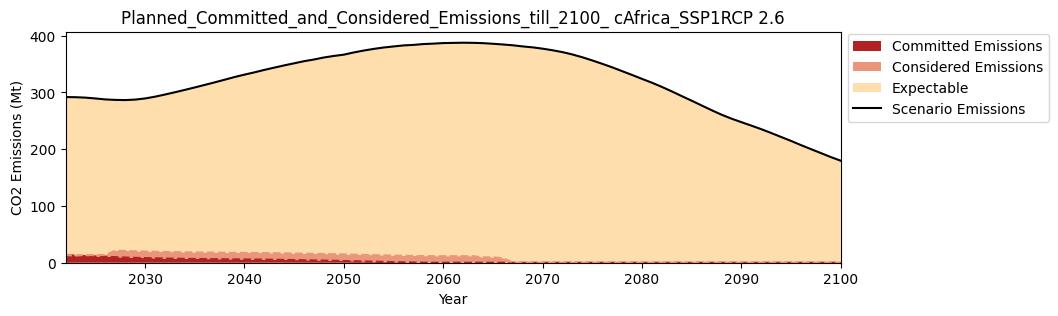 Planned_Committed_and_Considered_Emissions_till_2100_ cAfrica_SSP1RCP 2.6
Committed Emissions
Considered Emissions
Expectable
Scenario Emissions
CO2 Emissions (Mt)
400
300
200
100
0
2030 2040 2050 2060 2070 2080 2090 2100
Year